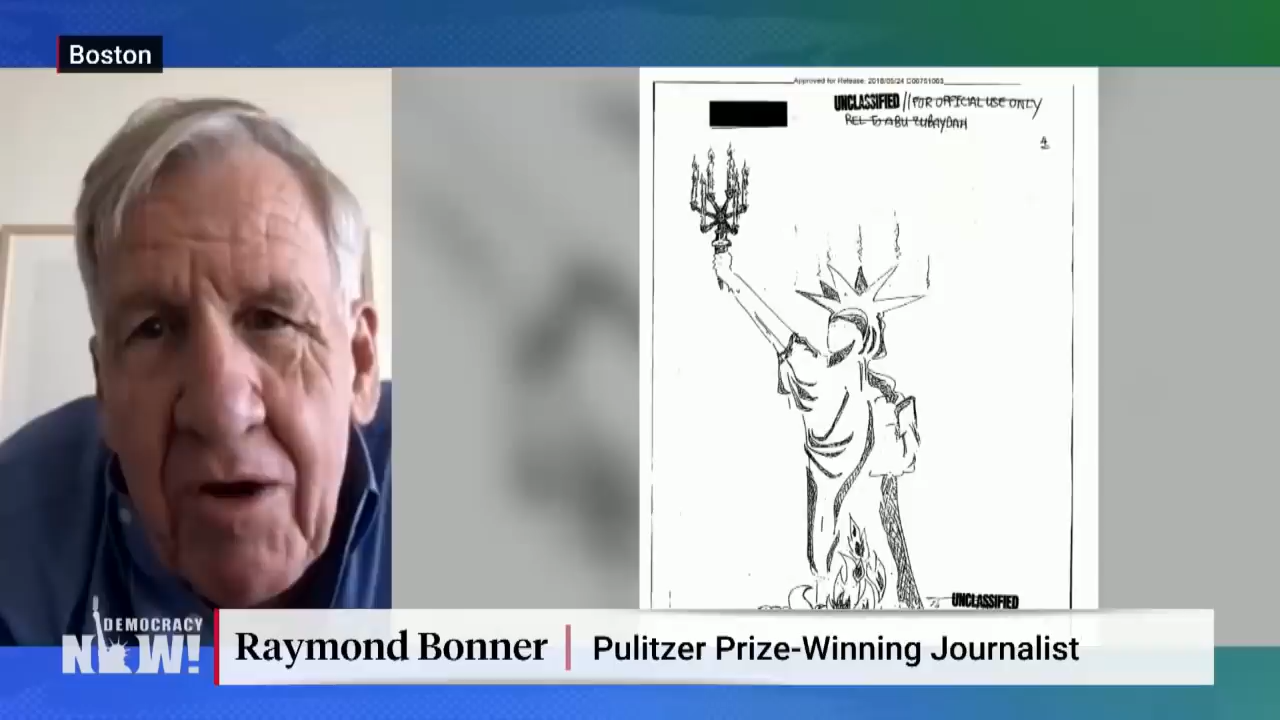 Boston
Approved for Release: 2018/05/24 C06751063
UNCLASSIFIED //FOR OFFICIAL USE ONLY
REL TO ABU ZUBAYDAH
UNCLASSIFIED
DEMOCRACY
NOW!
Raymond Bonner | Pulitzer Prize-Winning Journalist